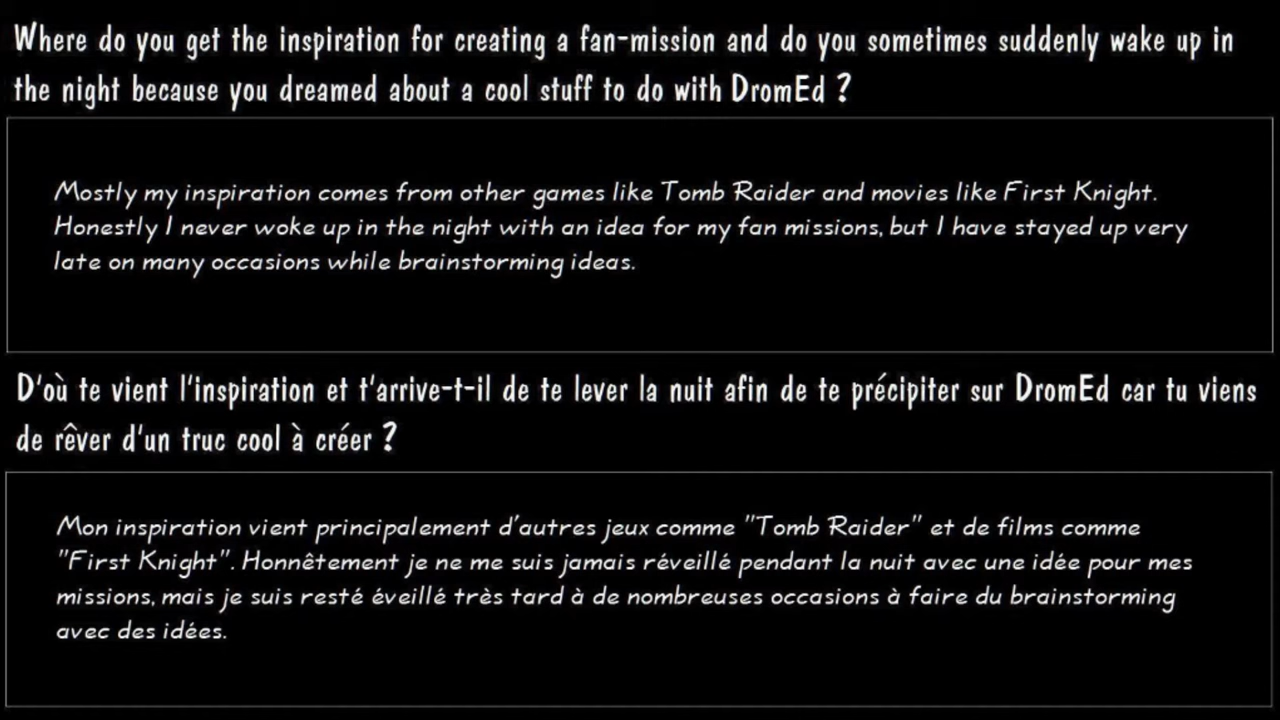 Where do you get the inspiration for creating a fan-mission and do you sometimes suddenly wake up in
the night because you dreamed about a cool stuff to do with DromEd ?
Mostly my inspiration comes from other games like Tomb Raider and movies like First Knight.
Honestly I never woke up in the night with an idea for my fan missions, but I have stayed up very
late on many occasions while brainstorming ideas.
D'où te vient l'inspiration et t'arrive-t-il de te lever la nuit afin de te précipiter sur DromEd car tu viens
de rêver d'un truc cool à créer ?
Mon inspiration vient principalement d'autres jeux comme "Tomb Raider" et de films comme
"First Knight". Honnêtement je ne me suis jamais réveillé pendant la nuit avec une idée pour mes
missions, mais je suis resté éveillé très tard à de nombreuses occasions à faire du brainstorming
avec des idées.